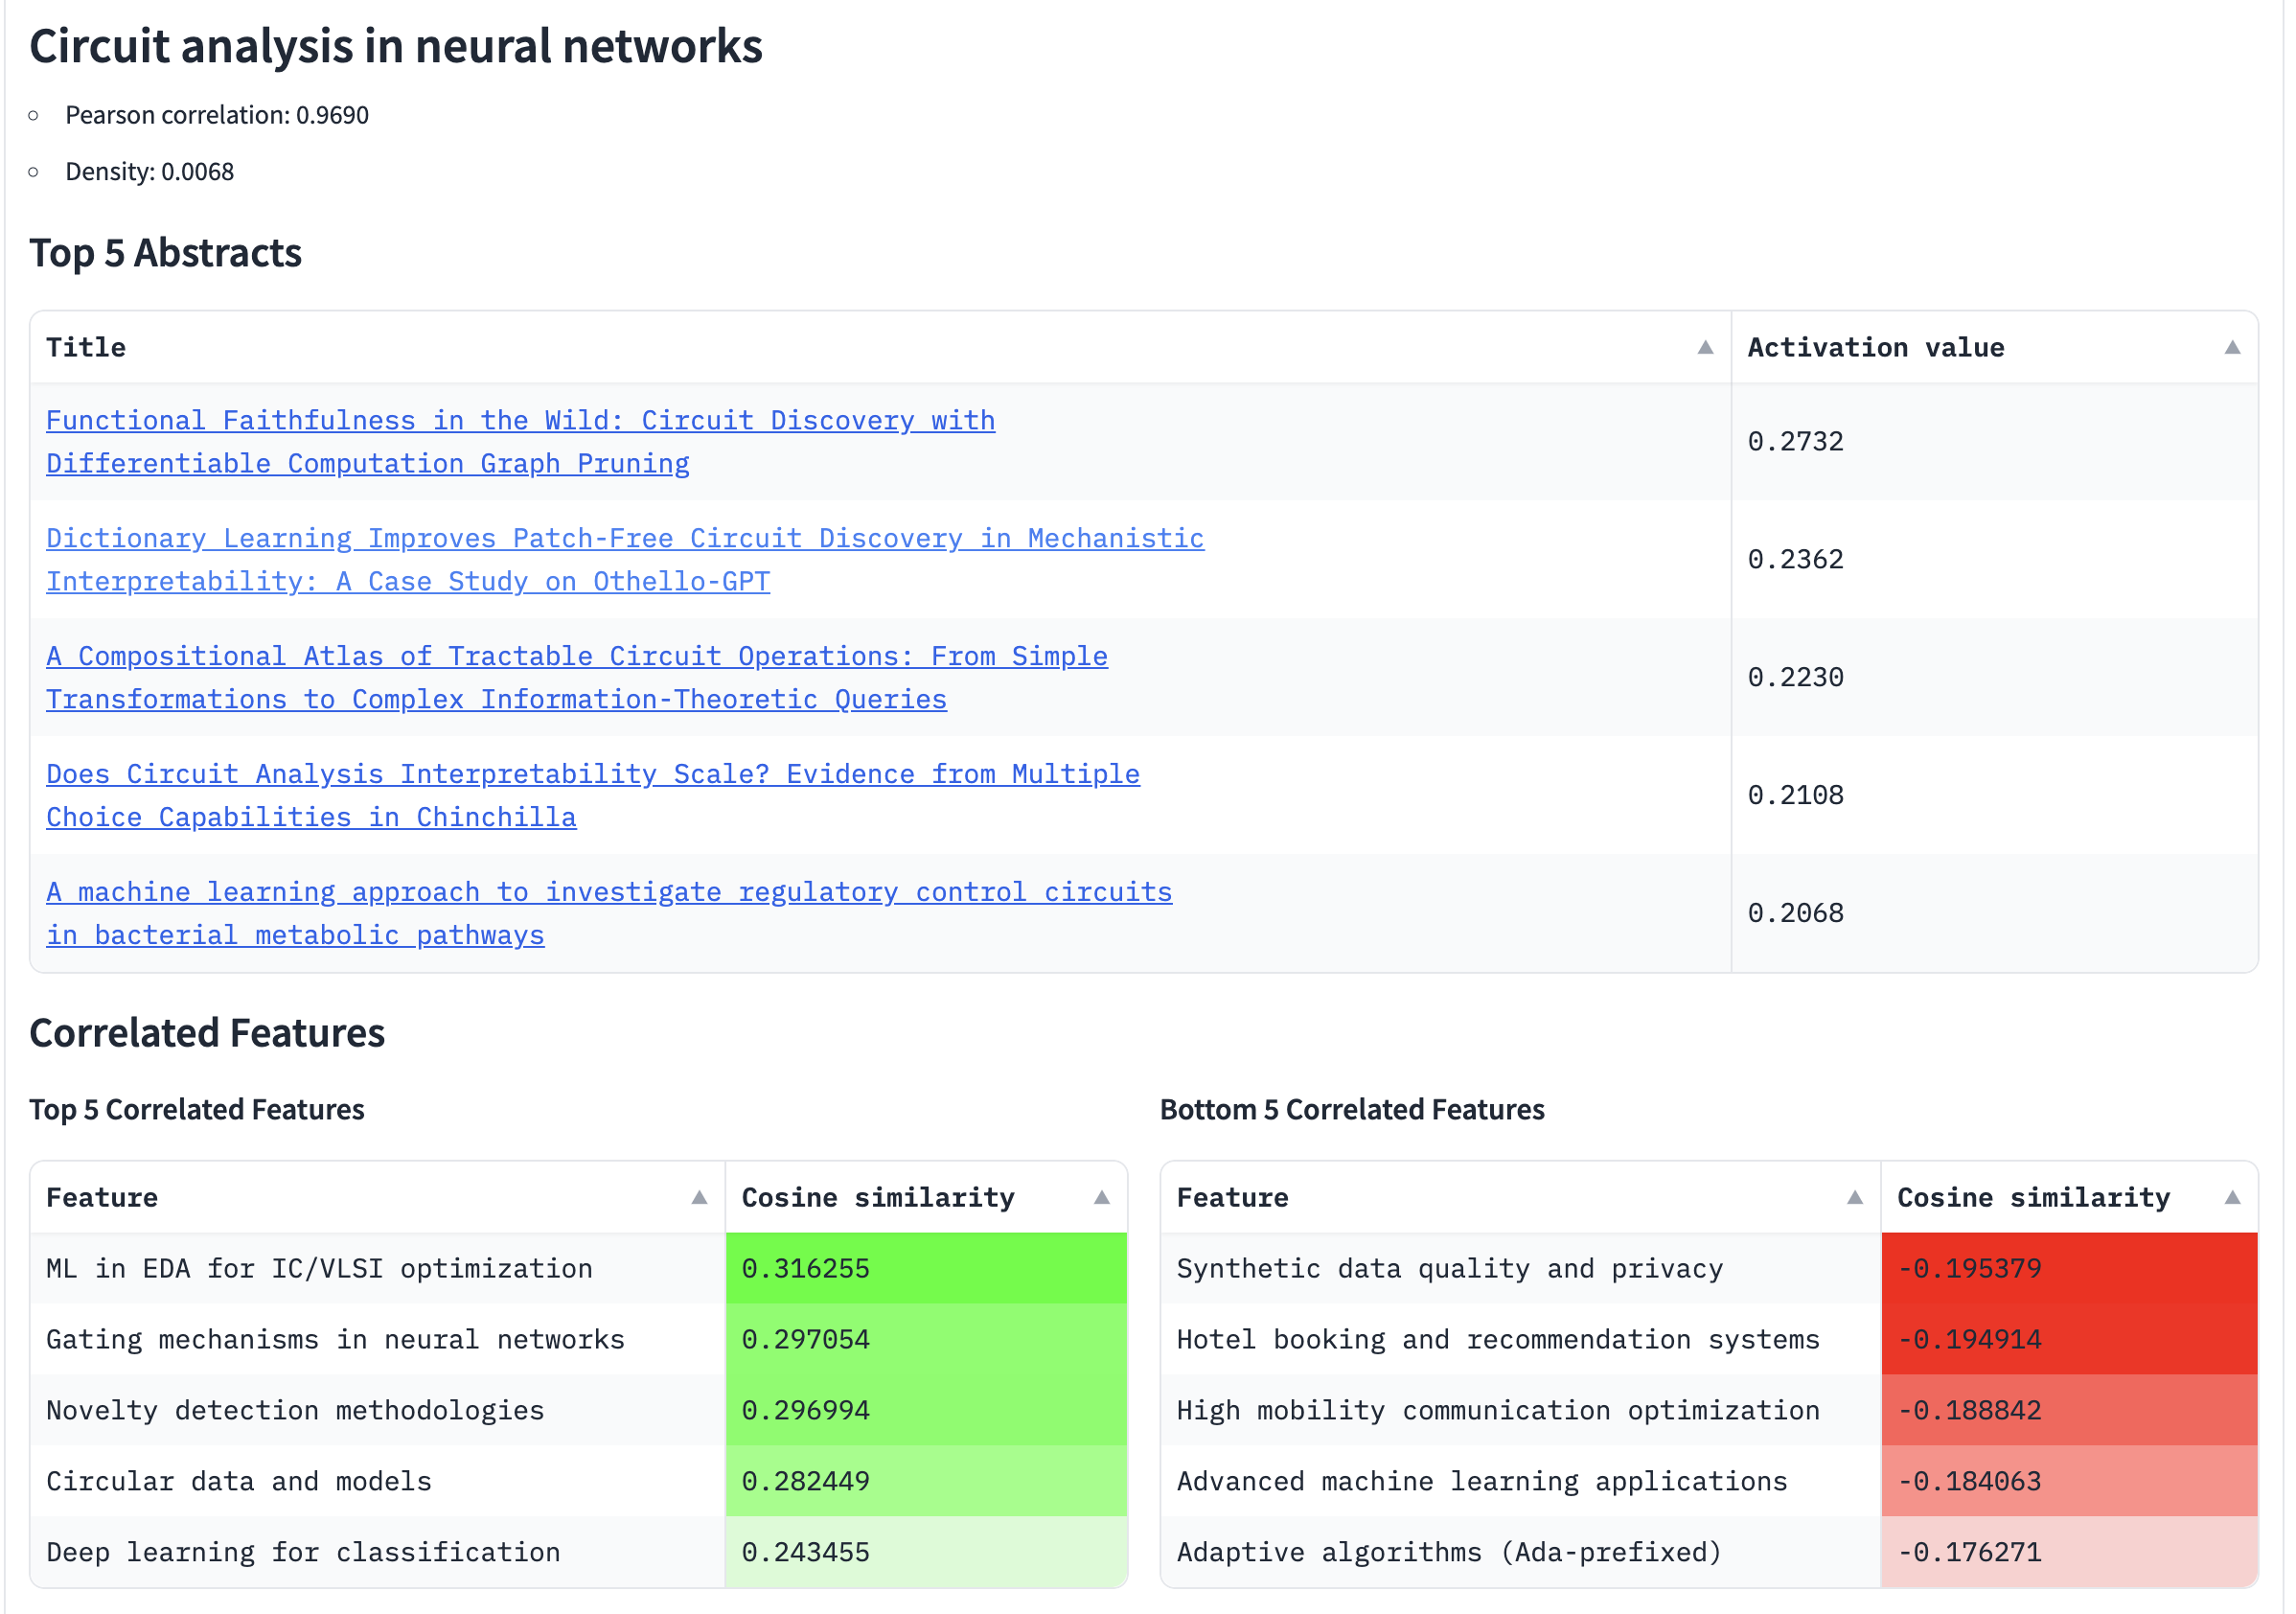 Circuit analysis in neural networks
Pearson correlation: 0.9690
Density: 0.0068
Top 5 Abstracts
Title
Activation value
Functional Faithfulness in the Wild: Circuit Discovery with
Differentiable Computation Graph Pruning
0.2732
Dictionary Learning Improves Patch-Free Circuit Discovery in Mechanistic
Interpretability: A Case Study on Othello-GPT
0.2362
A Compositional Atlas of Tractable Circuit Operations: From Simple
Transformations to Complex Information-Theoretic Queries
0.2230
Does Circuit Analysis Interpretability Scale? Evidence from Multiple
Choice Capabilities in Chinchilla
0.2108
A machine learning approach to investigate regulatory control circuits
in bacterial metabolic pathways
0.2068
Correlated Features
Top 5 Correlated Features
Feature
Cosine similarity
ML in EDA for IC/VLSI optimization
0.316255
Gating mechanisms in neural networks
0.297054
Novelty detection methodologies
0.296994
Circular data and models
0.282449
Deep learning for classification
0.243455
Bottom 5 Correlated Features
Feature
Cosine similarity
Synthetic data quality and privacy
-0.195379
Hotel booking and recommendation systems
-0.194914
High mobility communication optimization
-0.188842
Advanced machine learning applications
-0.184063
Adaptive algorithms (Ada-prefixed)
-0.176271